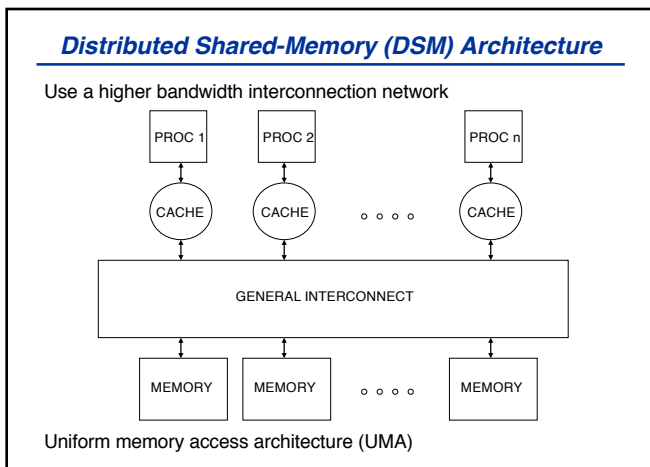 Distributed Shared-Memory (DSM) Architecture
Use a higher bandwidth interconnection network
PROC 1 PROC 2 PROC n
CACHE CACHE CACHE
GENERAL INTERCONNECT
MEMORY MEMORY MEMORY
Uniform memory access architecture (UMA)